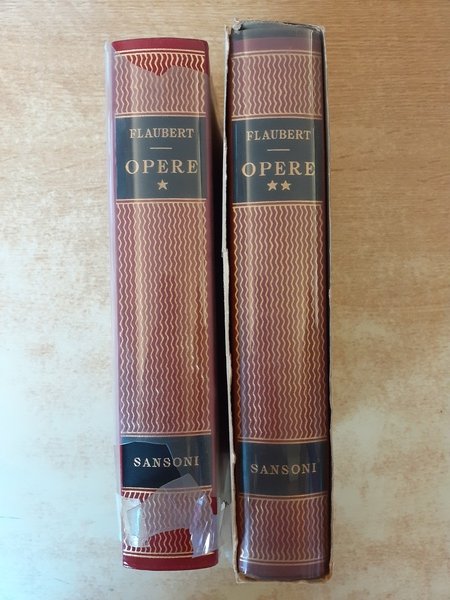 FLAUBERT
OPERE
★
SANSONI
FLAUBERT
OPERE
★★
SANSONI